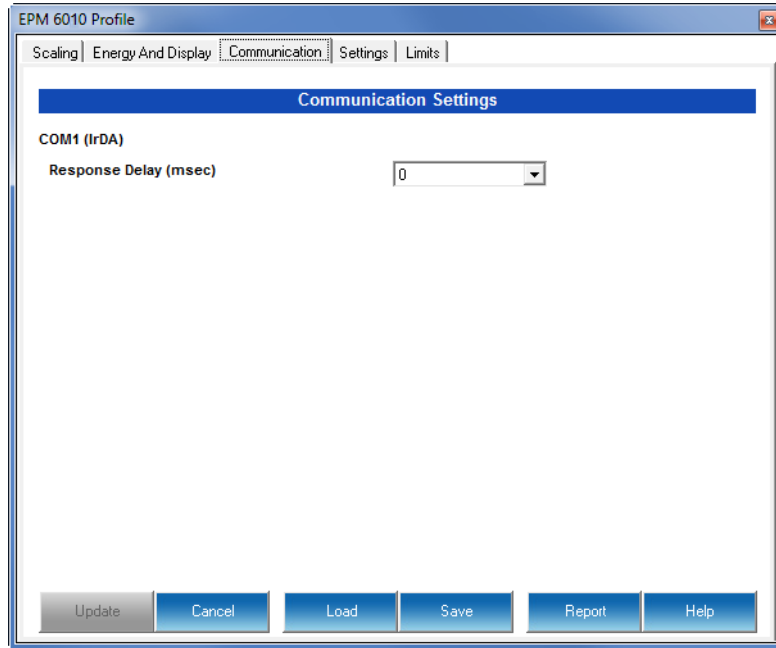 EPM 6010 Profile
Scaling Energy And Display Communication Settings Limits
Communication Settings
COM1 (IrDA)
Response Delay (msec) 0
Update Cancel Load Save Report Help